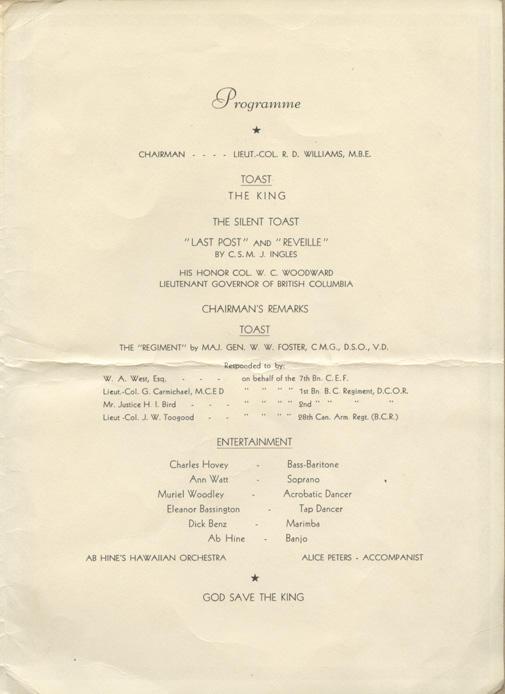 Programme
★
CHAIRMAN - - - - LIEUT.-COL. R. D. WILLIAMS, M.B.E.
TOAST
THE KING
THE SILENT TOAST
"LAST POST" AND "REVEILLE"
BY C.S.M. J. INGLES
HIS HONOR COL. W. C. WOODWARD
LIEUTENANT GOVERNOR OF BRITISH COLUMBIA
CHAIRMAN'S REMARKS
TOAST
THE "REGIMENT" by MAJ. GEN. W. W. FOSTER, C M.G., D.S.O., V.D.
Responded to by:
W. A. West, Esq. - - - on behalf of the 7th Bn. C.E.F.
Lieut.-Col. G. Carmichael, M.C.E D " " " " 1st Bn. B.C. Regiment, D.C.O.R.
Mr. Justice H. I. Bird - - - " " " " 2nd " " " "
Lieut -Col. J. W. Toogood - - " " " " 28th Can. Arm. Regt. (B.C.R.)
ENTERTAINMENT
Charles Hovey - Bass-Baritone
Ann Watt - Soprano
Muriel Woodley - Acrobatic Dancer
Eleanor Bassington - Tap Dancer
Dick Benz - Marimba
Ab Hine - Banjo
AB HINE'S HAWAIIAN ORCHESTRA ALICE PETERS - ACCOMPANIST
★
GOD SAVE THE KING